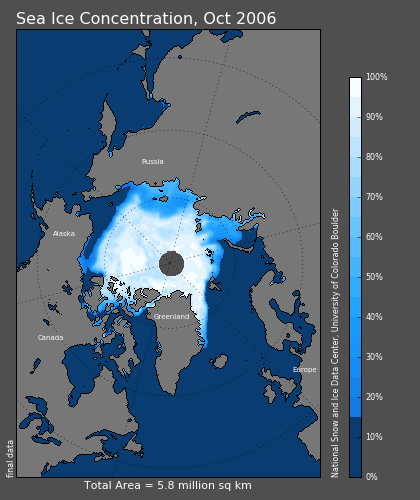 Sea Ice Concentration, Oct 2006
Russia
Alaska
Canada
Greenland
Europe
100%
90%
80%
70%
60%
50%
40%
30%
20%
10%
0%
National Snow and Ice Data Center, University of Colorado Boulder
final data
Total Area = 5.8 million sq km